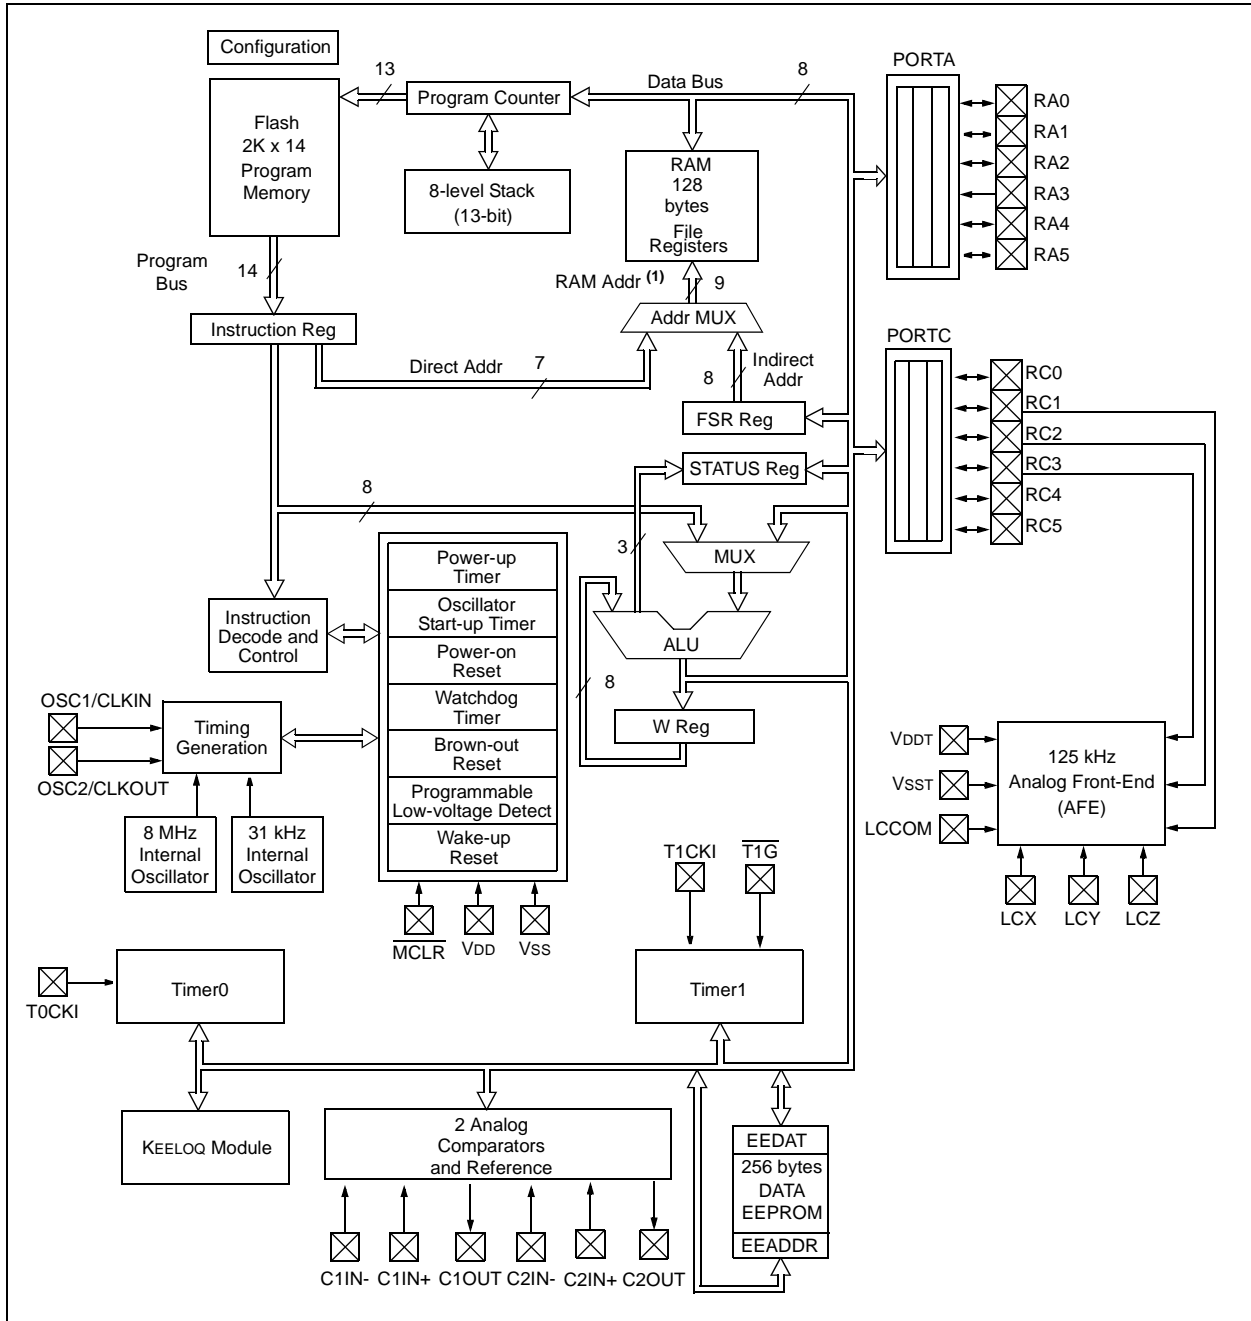 Configuration
Flash
2K x 14
Program
Memory
13
Program Counter
8-level Stack
(13-bit)
Data Bus
8
RAM
128
bytes
File
Registers
PORTA
RA0
RA1
RA2
RA3
RA4
RA5
Program
Bus
14
RAM Addr (1)
9
Addr MUX
Instruction Reg
Direct Addr
7
8
Indirect
Addr
FSR Reg
STATUS Reg
PORTC
RC0
RC1
RC2
RC3
RC4
RC5
8
3
MUX
ALU
8
W Reg
Instruction
Decode and
Control
Power-up
Timer
Oscillator
Start-up Timer
Power-on
Reset
Watchdog
Timer
Brown-out
Reset
Programmable
Low-voltage Detect
Wake-up
Reset
OSC1/CLKIN
OSC2/CLKOUT
Timing
Generation
8 MHz
Internal
Oscillator
31 kHz
Internal
Oscillator
MCLR
VDD
VSS
VDDT
VSST
LCCOM
125 kHz
Analog Front-End
(AFE)
LCX
LCY
LCZ
T1CKI
T1G
T0CKI
Timer0
Timer1
KEELOQ Module
2 Analog
Comparators
and Reference
C1IN-
C1IN+
C1OUT
C2IN-
C2IN+
C2OUT
EEDAT
256 bytes
DATA
EEPROM
EEADDR